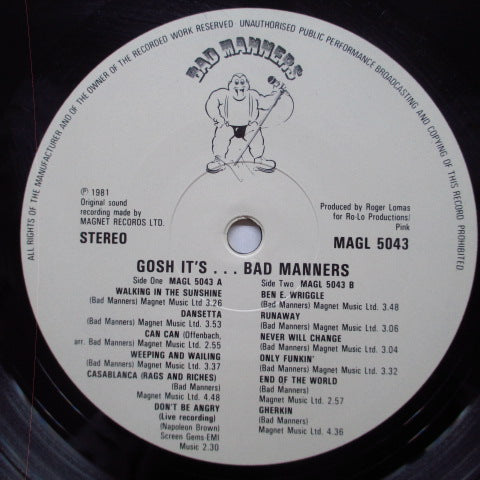 ALL RIGHTS OF THE MANUFACTURER AND OF THE OWNER OF THE RECORDED WORK RESERVED · UNAUTHORISED PUBLIC PERFORMANCE BROADCASTING AND COPYING OF THIS RECORD PROHIBITED
BAD MANNERS
℗ 1981
Original sound
recording made by
MAGNET RECORDS LTD.
STEREO
Produced by Roger Lomas
for Ro-Lo Productions/
Pink
MAGL 5043
GOSH IT'S . . . BAD MANNERS
Side One MAGL 5043 A
WALKING IN THE SUNSHINE
(Bad Manners) Magnet Music Ltd. 3.26
DANSETTA
(Bad Manners) Magnet Music Ltd. 3.53
CAN CAN (Offenbach,
arr. Bad Manners) Magnet Music Ltd. 2.55
WEEPING AND WAILING
(Bad Manners) Magnet Music Ltd. 3.37
CASABLANCA (RAGS AND RICHES)
(Bad Manners)
Magnet Music Ltd. 4.48
DON'T BE ANGRY
(Live recording)
(Napoleon Brown)
Screen Gems-EMI
Music 2.30
Side Two MAGL 5043 B
BEN E. WRIGGLE
(Bad Manners) Magnet Music Ltd. 3.48
RUNAWAY
(Bad Manners) Magnet Music Ltd. 3.06
NEVER WILL CHANGE
(Bad Manners) Magnet Music Ltd. 3.04
ONLY FUNKIN'
(Bad Manners) Magnet Music Ltd. 3.32
END OF THE WORLD
(Bad Manners)
Magnet Music Ltd. 2.57
GHERKIN
(Bad Manners)
Magnet Music Ltd. 4.36